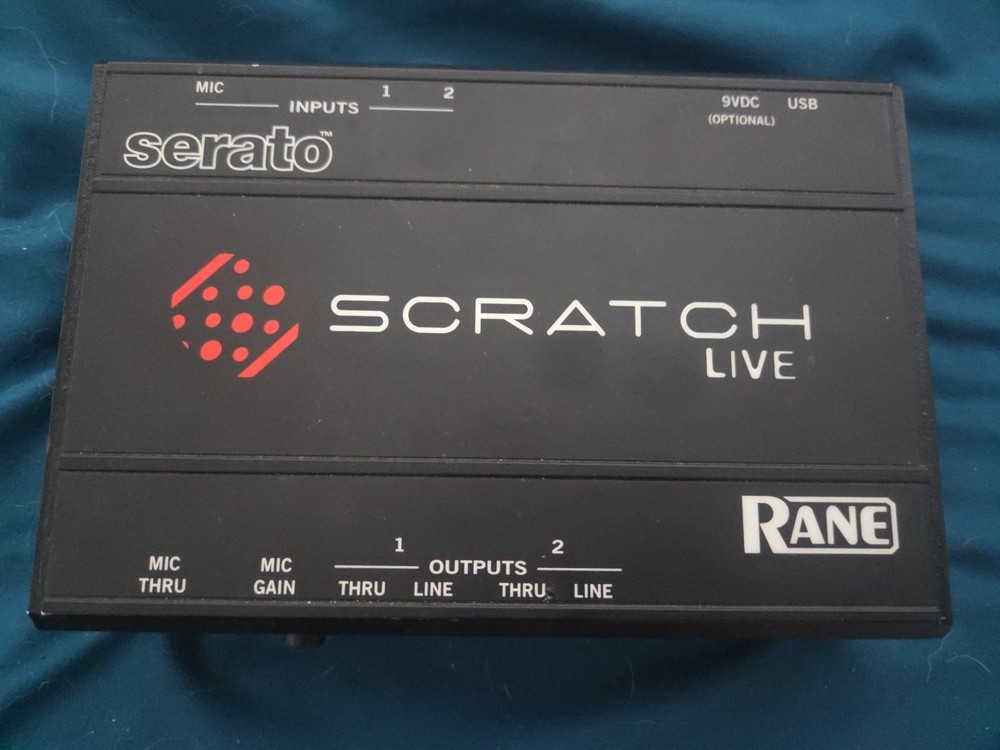 MIC 1 2
INPUTS
9VDC USB
(OPTIONAL)
serato™
SCRATCH
LIVE
RANE
1 2
OUTPUTS
MIC THRU
MIC GAIN
THRU LINE THRU LINE